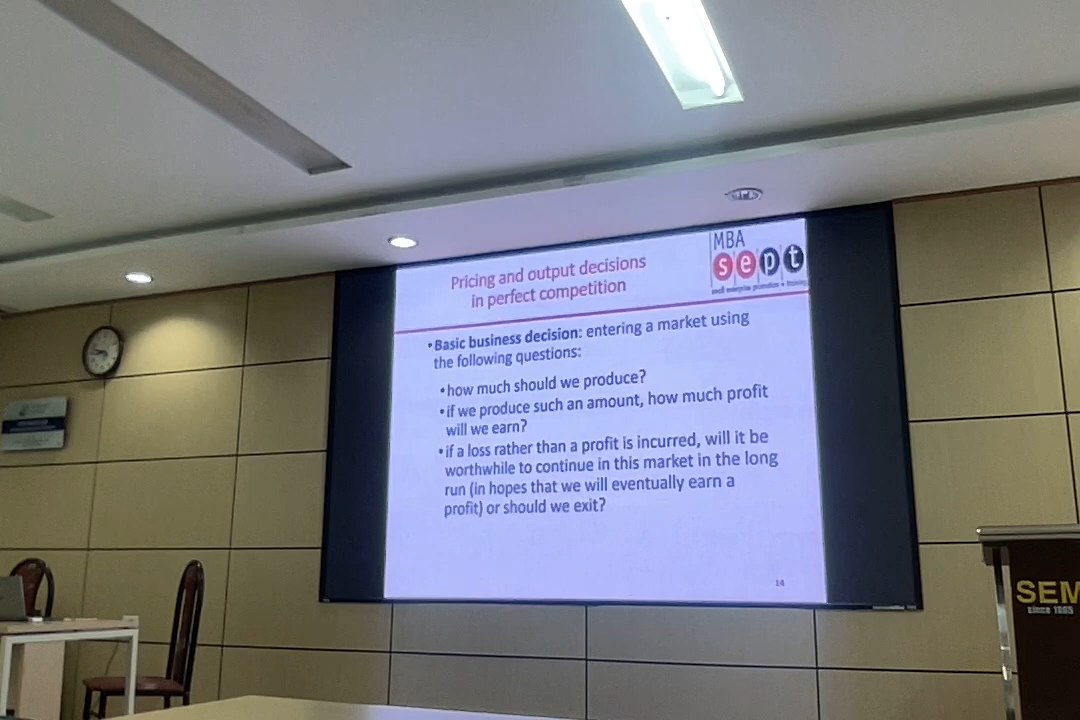 MBA
sept
small enterprise promotion + training
Pricing and output decisions
in perfect competition
•Basic business decision: entering a market using
the following questions:
•how much should we produce?
•if we produce such an amount, how much profit
will we earn?
•if a loss rather than a profit is incurred, will it be
worthwhile to continue in this market in the long
run (in hopes that we will eventually earn a
profit) or should we exit?
14
SEM
since 1965